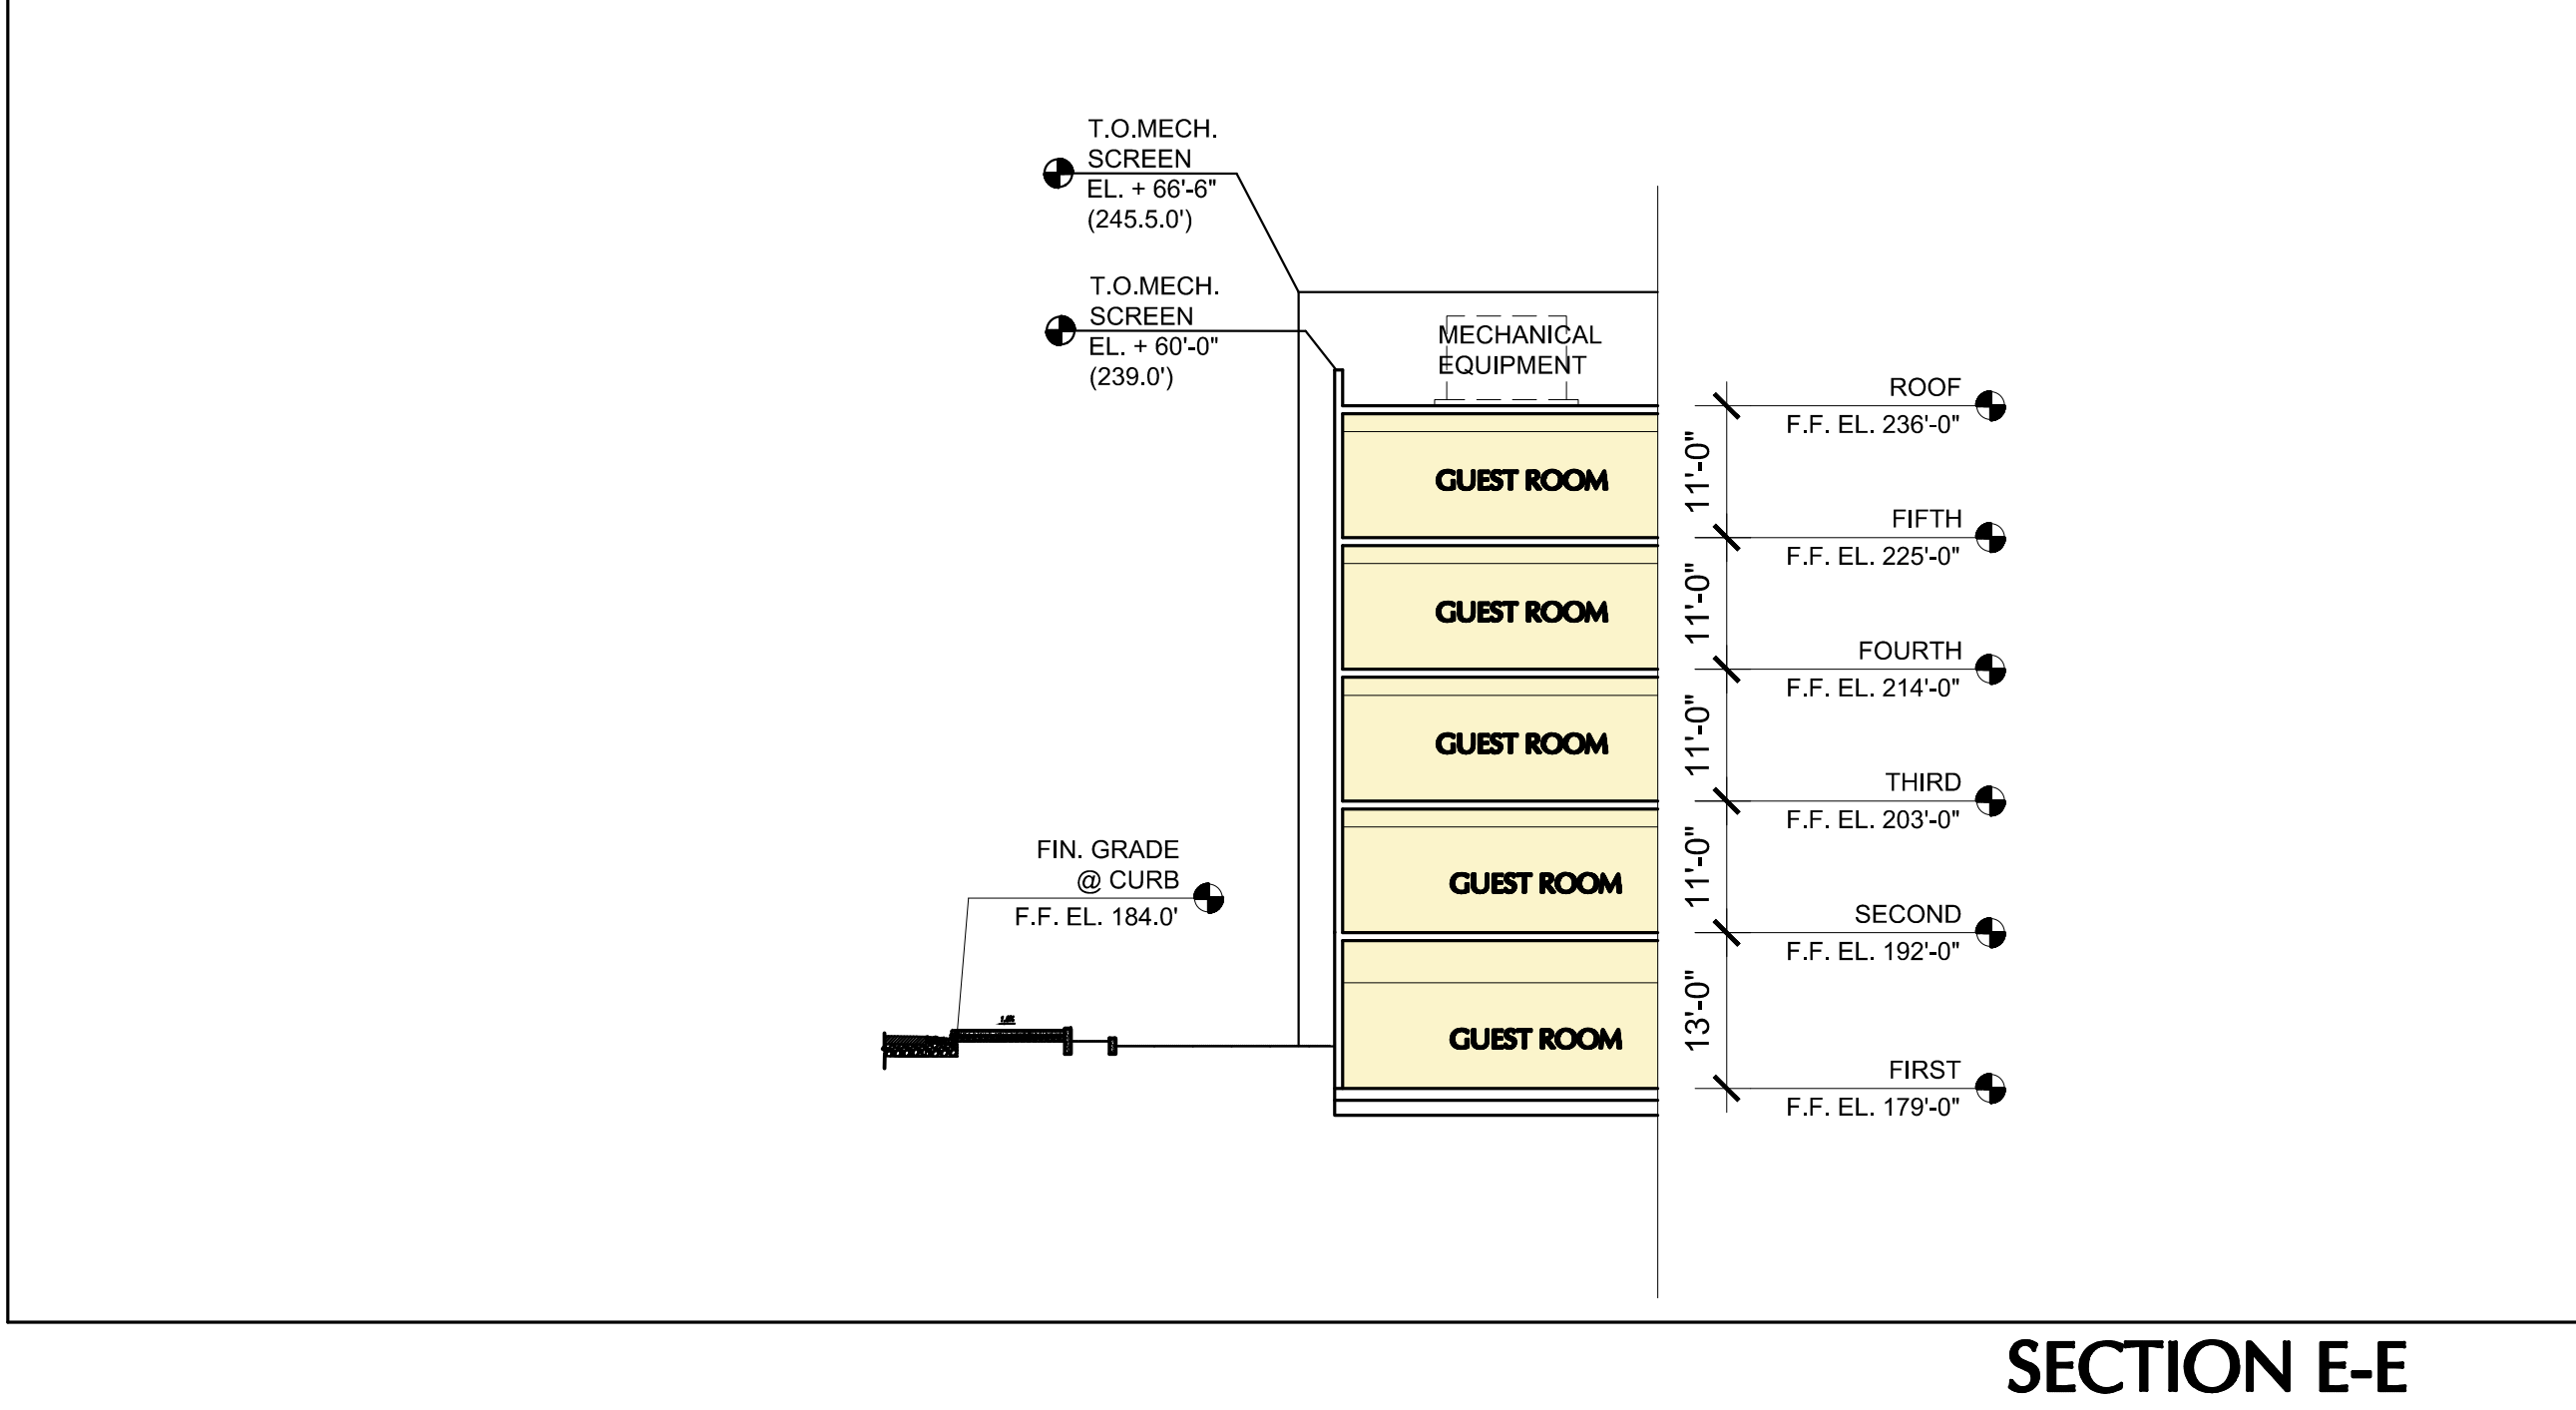 T.O.MECH.
SCREEN
EL. + 66'-6"
(245.5.0')
T.O.MECH.
SCREEN
EL. + 60'-0"
(239.0')
MECHANICAL
EQUIPMENT
ROOF
F.F. EL. 236'-0"
11'-0"
GUEST ROOM
FIFTH
F.F. EL. 225'-0"
11'-0"
GUEST ROOM
FOURTH
F.F. EL. 214'-0"
11'-0"
GUEST ROOM
THIRD
F.F. EL. 203'-0"
11'-0"
GUEST ROOM
FIN. GRADE
@ CURB
F.F. EL. 184.0'
SECOND
F.F. EL. 192'-0"
13'-0"
GUEST ROOM
FIRST
F.F. EL. 179'-0"
SECTION E-E